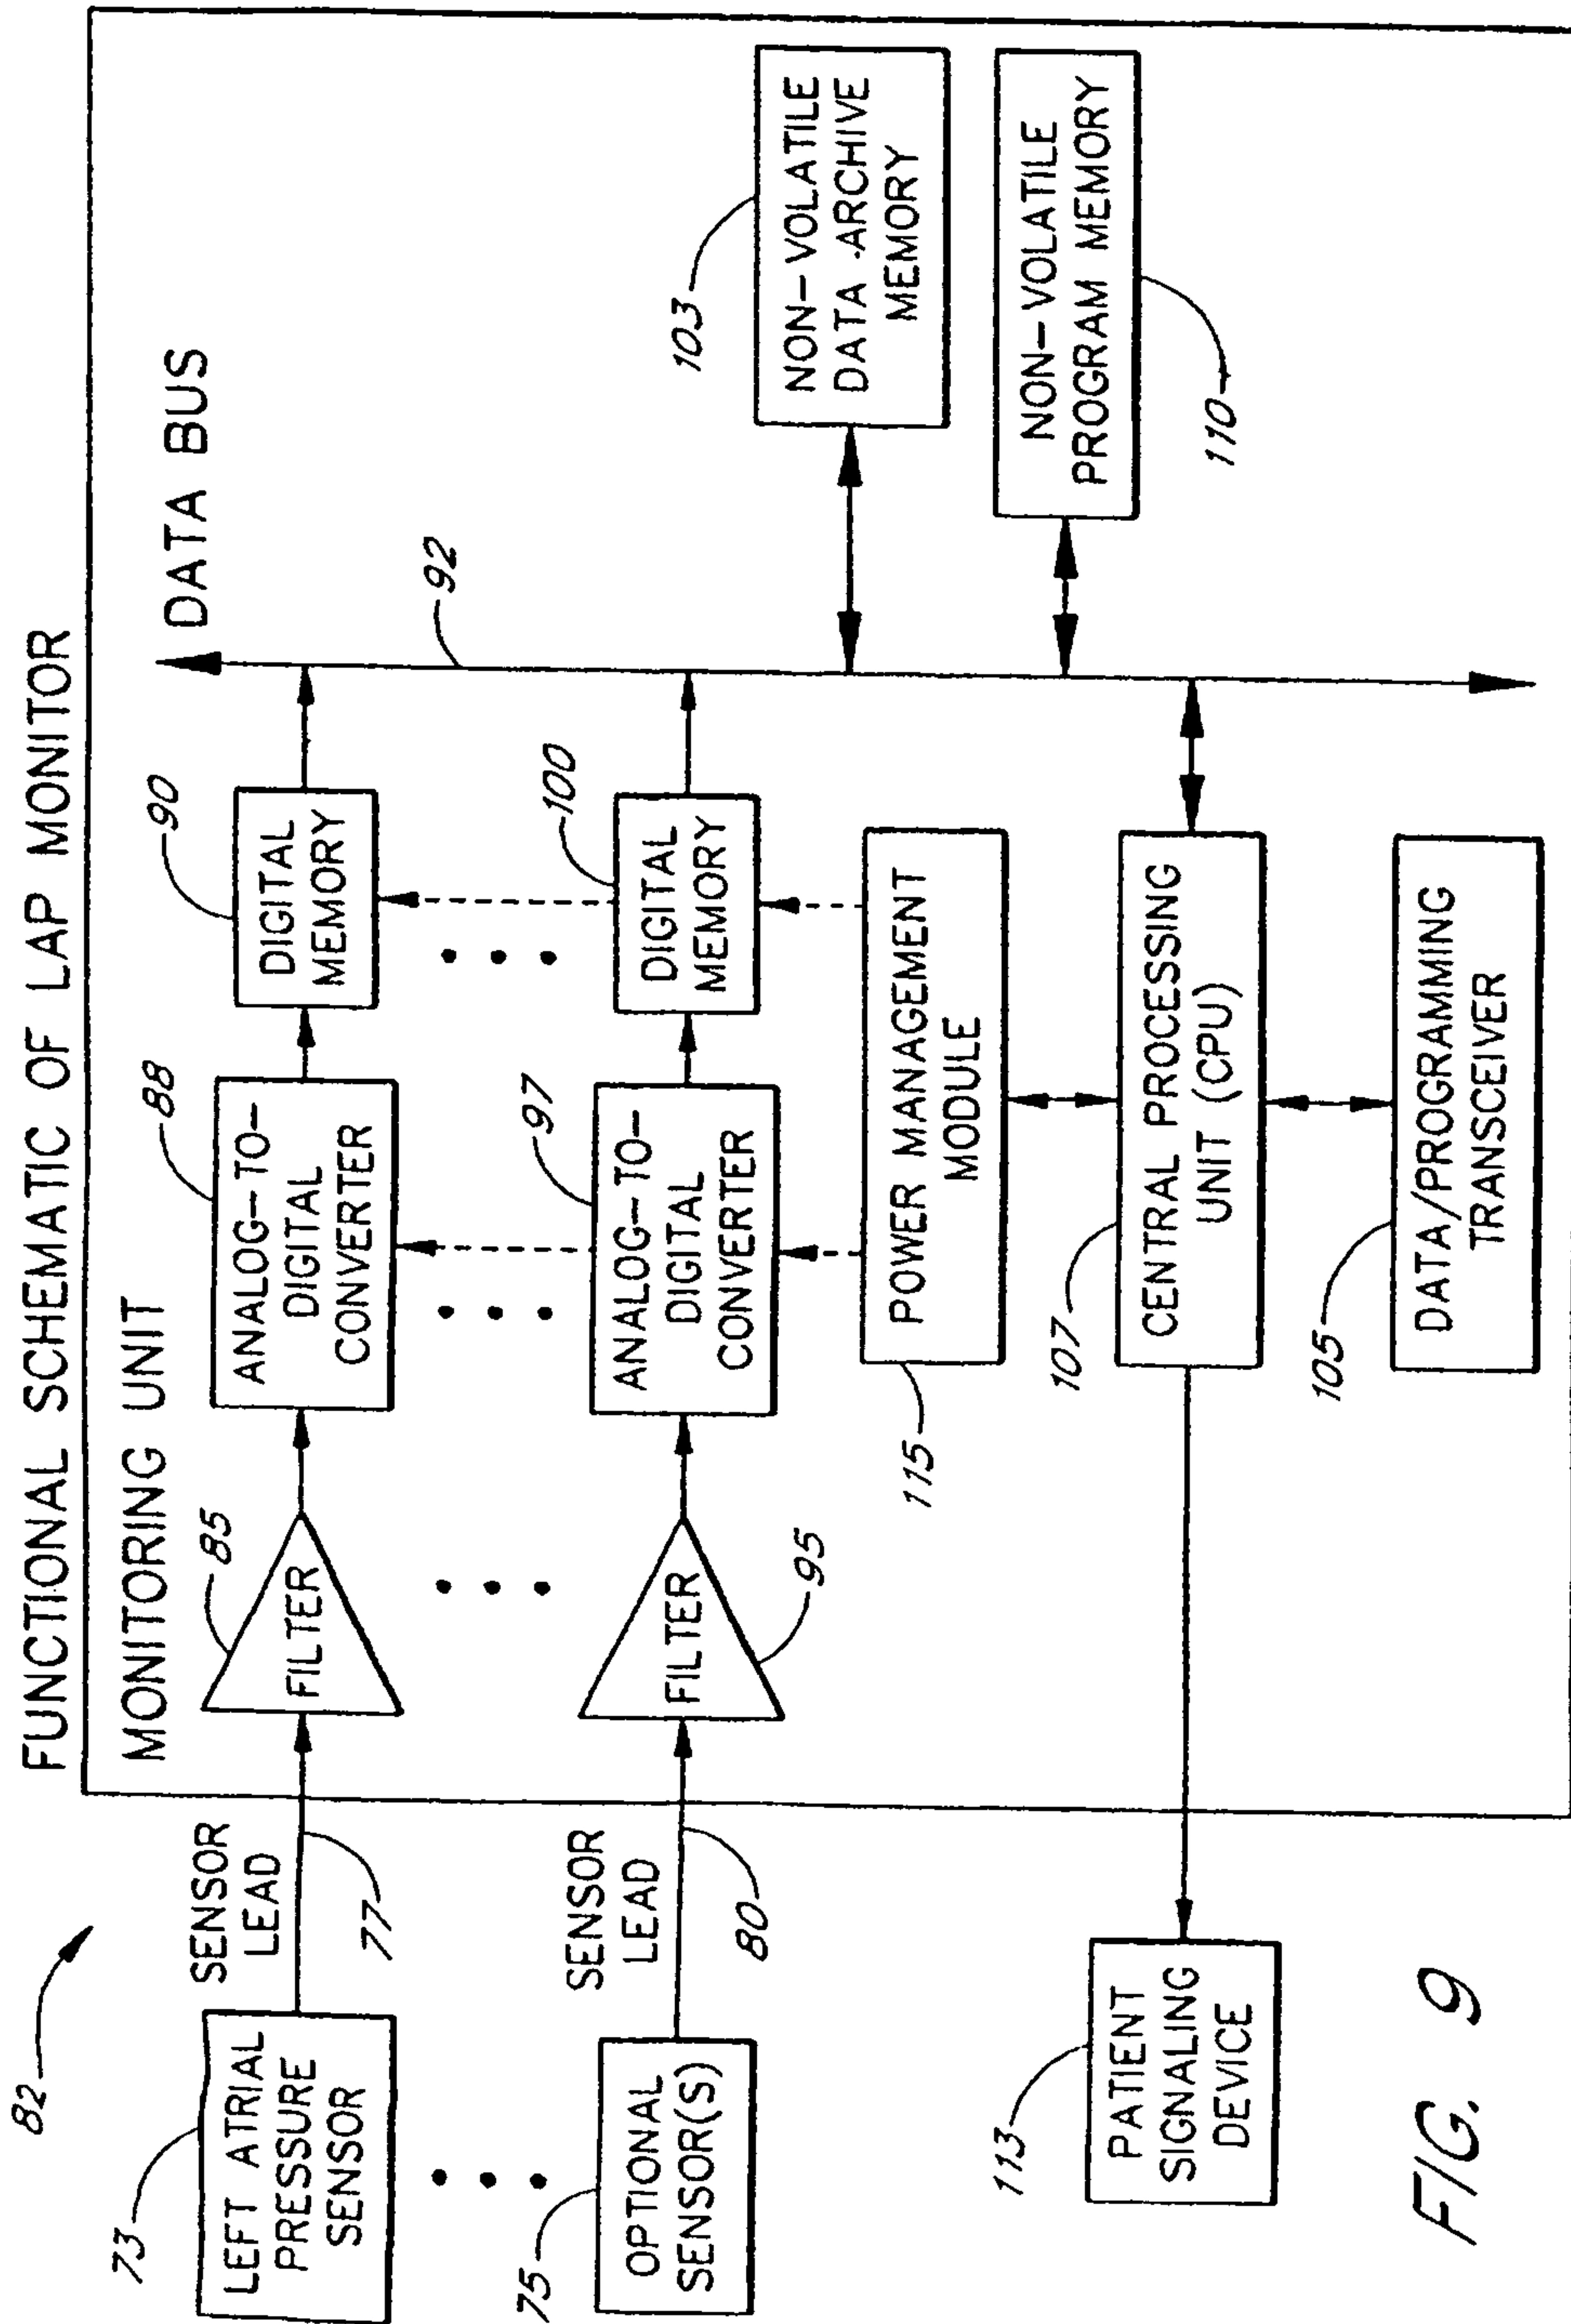 FUNCTIONAL SCHEMATIC OF LAP MONITOR
82
MONITORING UNIT
DATA BUS
73
LEFT ATRIAL
PRESSURE
SENSOR
SENSOR
LEAD
77
85
FILTER
88
ANALOG-TO-
DIGITAL
CONVERTER
90
DIGITAL
MEMORY
92
75
OPTIONAL
SENSOR(S)
SENSOR
LEAD
80
FILTER
95
97
ANALOG-TO-
DIGITAL
CONVERTER
100
DIGITAL
MEMORY
103
NON-VOLATILE
DATA-ARCHIVE
MEMORY
115
POWER MANAGEMENT
MODULE
NON-VOLATILE
PROGRAM MEMORY
110
113
PATIENT
SIGNALING
DEVICE
107
CENTRAL PROCESSING
UNIT (CPU)
105
DATA/PROGRAMMING
TRANSCEIVER
FIG. 9